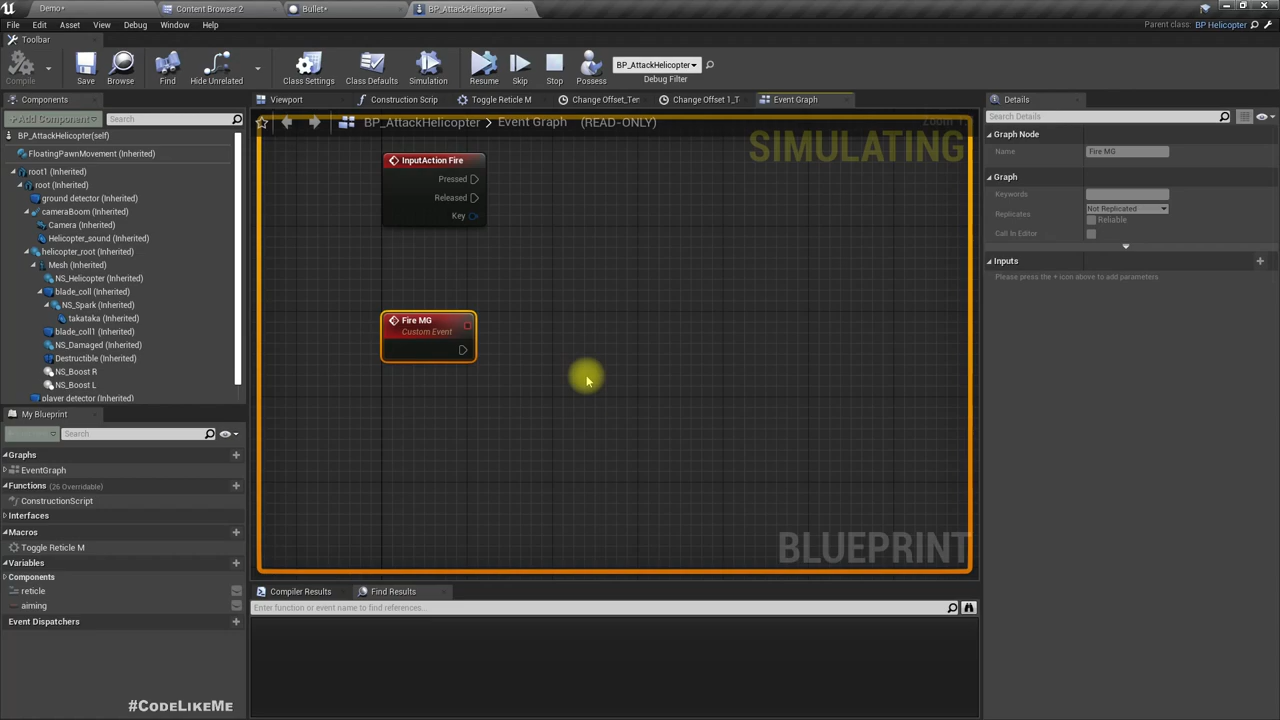 Demo*
Content Browser 2
Bullet*
BP_AttackHelicopter*
File Edit Asset View Debug Window Help
Parent class: BP Helicopter
Toolbar
Compile
Save
Browse
Find
Hide Unrelated
Class Settings
Class Defaults
Simulation
Resume
Skip
Stop
Possess
BP_AttackHelicopter
Debug Filter
Components
+Add Component
Search
BP_AttackHelicopter(self)
FloatingPawnMovement (Inherited)
root1 (Inherited)
root (Inherited)
ground detector (Inherited)
cameraBoom (Inherited)
Camera (Inherited)
Helicopter_sound (Inherited)
helicopter_root (Inherited)
Mesh (Inherited)
NS_Helicopter (Inherited)
blade_coll (Inherited)
NS_Spark (Inherited)
takataka (Inherited)
blade_coll1 (Inherited)
NS_Damaged (Inherited)
Destructible (Inherited)
NS_Boost R
NS_Boost L
player detector (Inherited)
My Blueprint
Search
Graphs
EventGraph
Functions (26 Overridable)
ConstructionScript
Interfaces
Macros
Toggle Reticle M
Variables
Components
reticle
aiming
Event Dispatchers
#CodeLikeMe
Viewport
Construction Scrip
Toggle Reticle M
Change Offset_Ten
Change Offset 1_T
Event Graph
BP_AttackHelicopter > Event Graph (READ-ONLY)
SIMULATING
InputAction Fire
Pressed
Released
Key
Fire MG
Custom Event
BLUEPRINT
Compiler Results
Find Results
Enter function or event name to find references...
Details
Search Details
Graph Node
Name Fire MG
Graph
Keywords
Replicates Not Replicated
Reliable
Call In Editor
Inputs
Please press the + icon above to add parameters